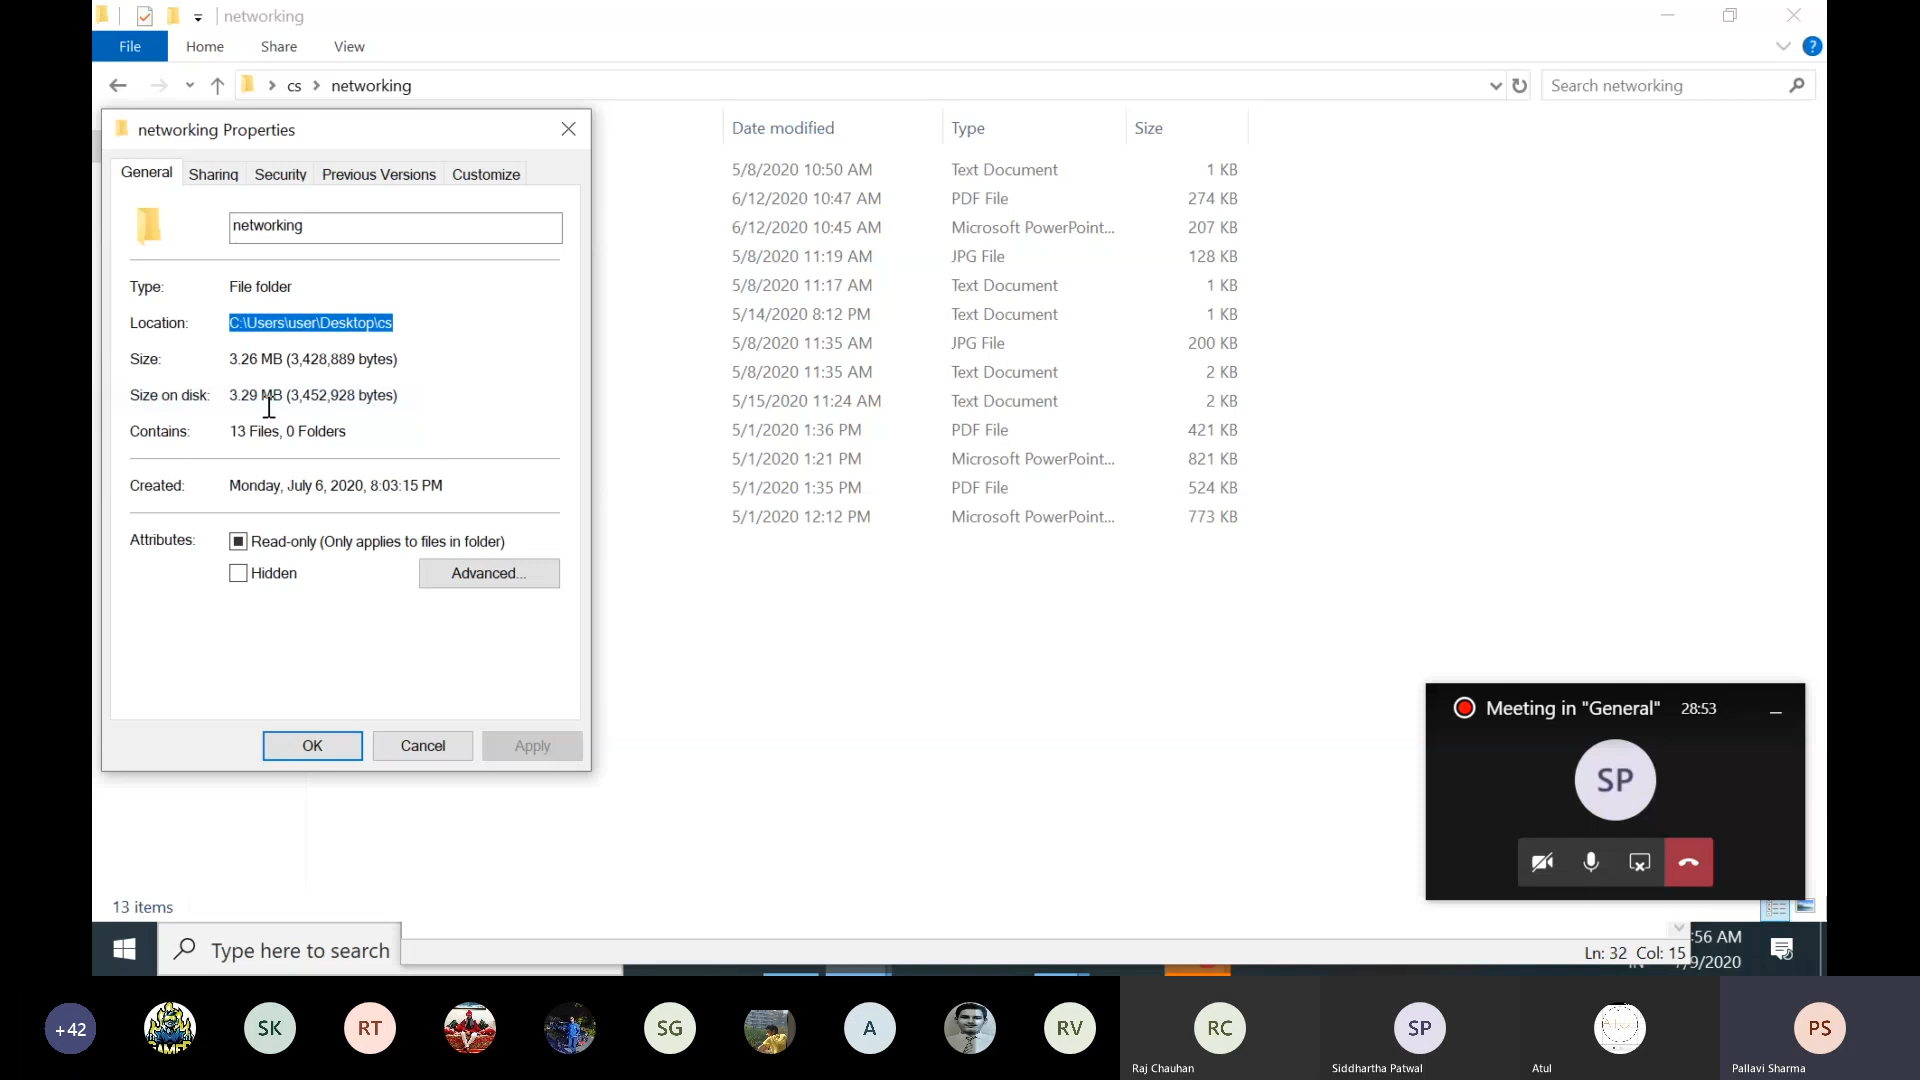 networking
File Home Share View
cs networking
Search networking
networking Properties
General Sharing Security Previous Versions Customize
networking
Type: File folder
Location: C:\Users\user\Desktop\cs
Size: 3.26 MB (3,428,889 bytes)
Size on disk: 3.29 MB (3,452,928 bytes)
Contains: 13 Files, 0 Folders
Created: Monday, July 6, 2020, 8:03:15 PM
Attributes: Read-only (Only applies to files in folder)
Hidden Advanced...
OK Cancel Apply
Date modified Type Size
5/8/2020 10:50 AM Text Document 1 KB
6/12/2020 10:47 AM PDF File 274 KB
6/12/2020 10:45 AM Microsoft PowerPoint... 207 KB
5/8/2020 11:19 AM JPG File 128 KB
5/8/2020 11:17 AM Text Document 1 KB
5/14/2020 8:12 PM Text Document 1 KB
5/8/2020 11:35 AM JPG File 200 KB
5/8/2020 11:35 AM Text Document 2 KB
5/15/2020 11:24 AM Text Document 2 KB
5/1/2020 1:36 PM PDF File 421 KB
5/1/2020 1:21 PM Microsoft PowerPoint... 821 KB
5/1/2020 1:35 PM PDF File 524 KB
5/1/2020 12:12 PM Microsoft PowerPoint... 773 KB
Meeting in "General" 28:53
SP
13 items
Type here to search
Ln: 32 Col: 15
:56 AM
/9/2020
+42 SK RT SG A RV RC SP PS
Raj Chauhan Siddhartha Patwal Atul Pallavi Sharma